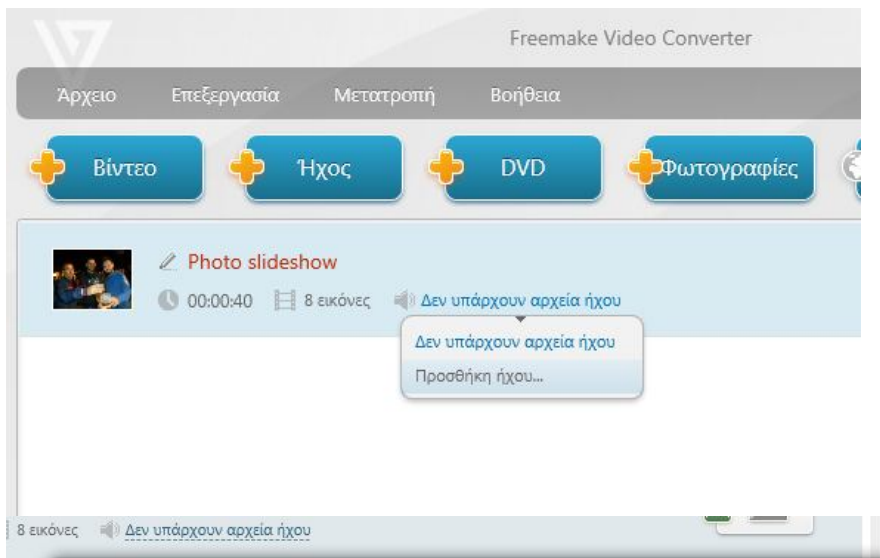 Freemake Video Converter
Άρχειο Επεξεργασία Μετατροπή Βοήθεια
Βίντεο Ήχος DVD Φωτογραφίες
Photo slideshow
00:00:40 8 εικόνες Δεν υπάρχουν αρχεία ήχου
Δεν υπάρχουν αρχεία ήχου
Προσθήκη ήχου...
8 εικόνες Δεν υπάρχουν αρχεία ήχου